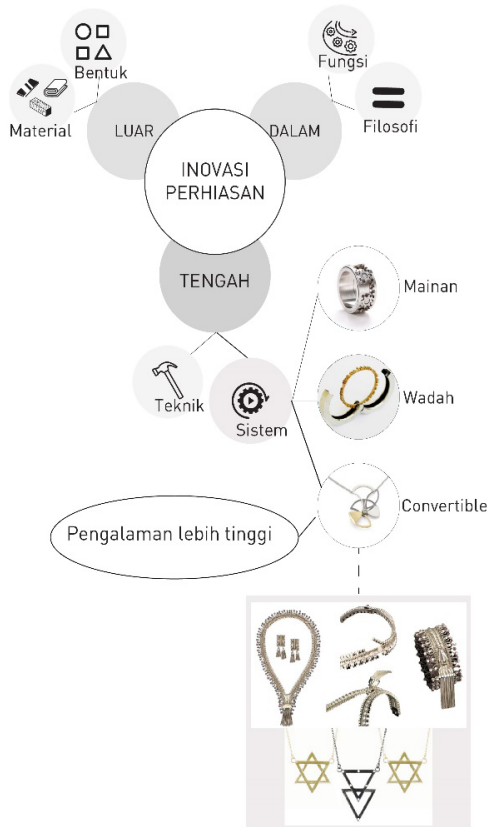 Bentuk
Material
LUAR
Fungsi
Filosofi
DALAM
INOVASI
PERHIASAN
TENGAH
Teknik
Sistem
Mainan
Wadah
Convertible
Pengalaman lebih tinggi